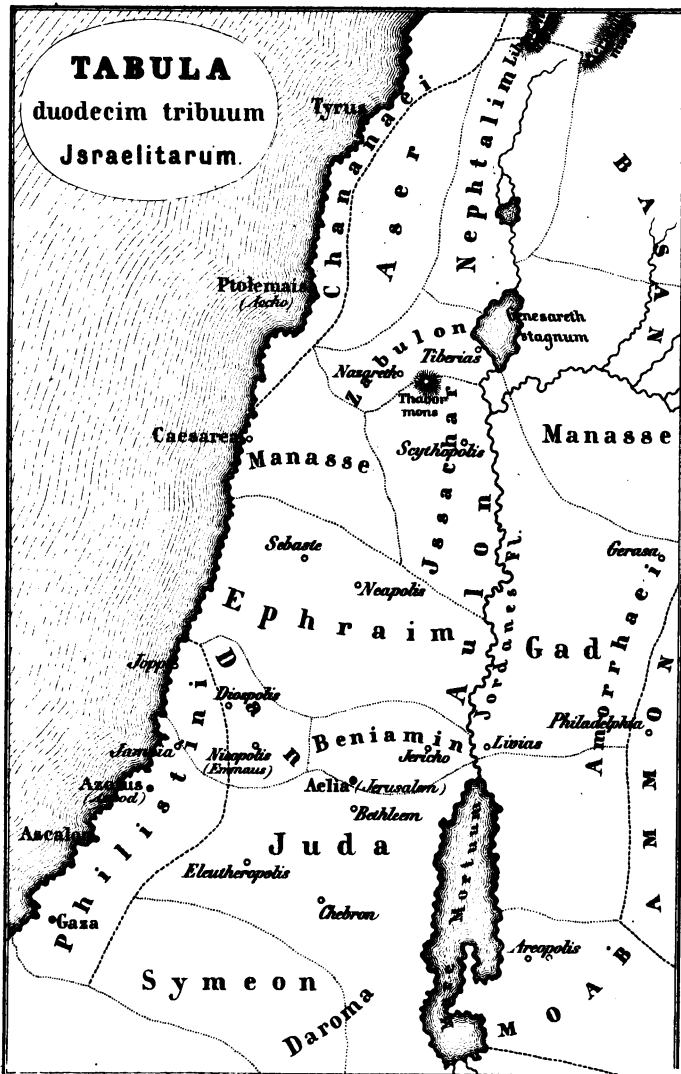 TABULA
duodecim tribuum
Jsraelitarum.
Tyrus
Chananaei
Aser
Nephtalim
BASAN
Ptolemais
(Accho)
Genesareth
stagnum
Zabulon
Tiberias
Nazareth
Thabor
mons
Caesarea
Manasse
Scythopolis
Manasse
Jssachar
Sebaste
Neapolis
Gerasa
Ephraim
Aulon
Jordanes Fl.
Gad
Amorrhaei
AMMON
Joppe
Dan
Diospolis
Philistini
Jamnia
Nicopolis
(Emmaus)
Beniamin
Jericho
Livias
Philadelphia
Azotus
(Asdod)
Aelia (Jerusalem)
Bethleem
Ascalon
Juda
Eleutheropolis
Mare Mortuum
Gaza
Chebron
Areopolis
Symeon
Daroma
MOAB